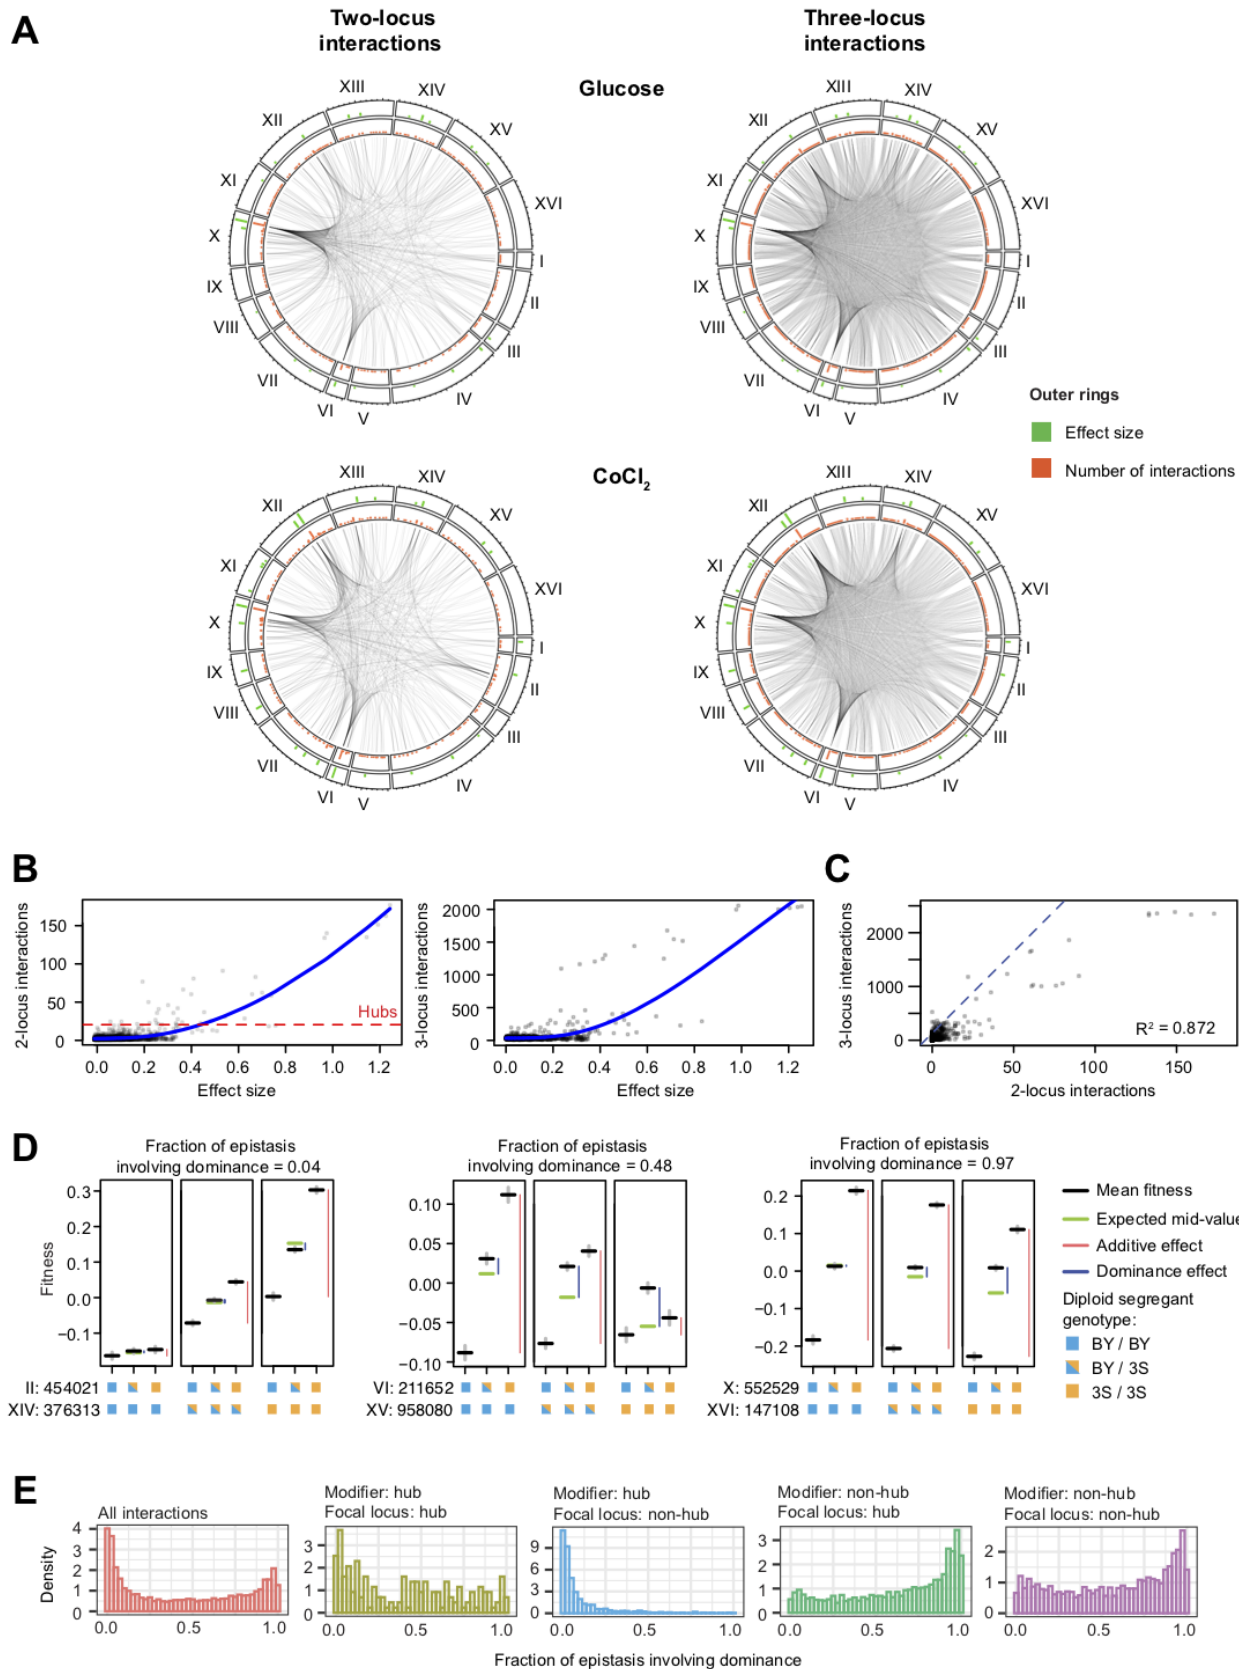 A
Two-locus
interactions
Three-locus
interactions
Glucose
XIII
XIV
XII
XV
XI
XVI
X
I
IX
II
VIII
III
VII
IV
VI
V
XIII
XIV
XII
XV
XI
XVI
X
I
IX
II
VIII
III
VII
IV
VI
V
Outer rings
Effect size
Number of interactions
CoCl2
XIII
XIV
XII
XV
XI
XVI
X
I
IX
II
VIII
III
VII
IV
VI
V
XIII
XIV
XII
XV
XI
XVI
X
I
IX
II
VIII
III
VII
IV
VI
V
B
2-locus interactions
150
100
50
0
Hubs
0.0 0.2 0.4 0.6 0.8 1.0 1.2
Effect size
3-locus interactions
2000
1500
1000
500
0
0.0 0.2 0.4 0.6 0.8 1.0 1.2
Effect size
C
3-locus interactions
2000
1000
0
R² = 0.872
0 50 100 150
2-locus interactions
D
Fraction of epistasis
involving dominance = 0.04
Fitness
0.3
0.2
0.1
0.0
−0.1
II: 454021
XIV: 376313
Fraction of epistasis
involving dominance = 0.48
0.10
0.05
0.00
−0.05
−0.10
VI: 211652
XV: 958080
Fraction of epistasis
involving dominance = 0.97
0.2
0.1
0.0
−0.1
−0.2
X: 552529
XVI: 147108
Mean fitness
Expected mid-value
Additive effect
Dominance effect
Diploid segregant
genotype:
BY / BY
BY / 3S
3S / 3S
E
All interactions
Density
4
3
2
1
0
0.0 0.5 1.0
Modifier: hub
Focal locus: hub
3
2
1
0
0.0 0.5 1.0
Modifier: hub
Focal locus: non-hub
9
6
3
0
0.0 0.5 1.0
Modifier: non-hub
Focal locus: hub
3
2
1
0
0.0 0.5 1.0
Modifier: non-hub
Focal locus: non-hub
2
1
0
0.0 0.5 1.0
Fraction of epistasis involving dominance